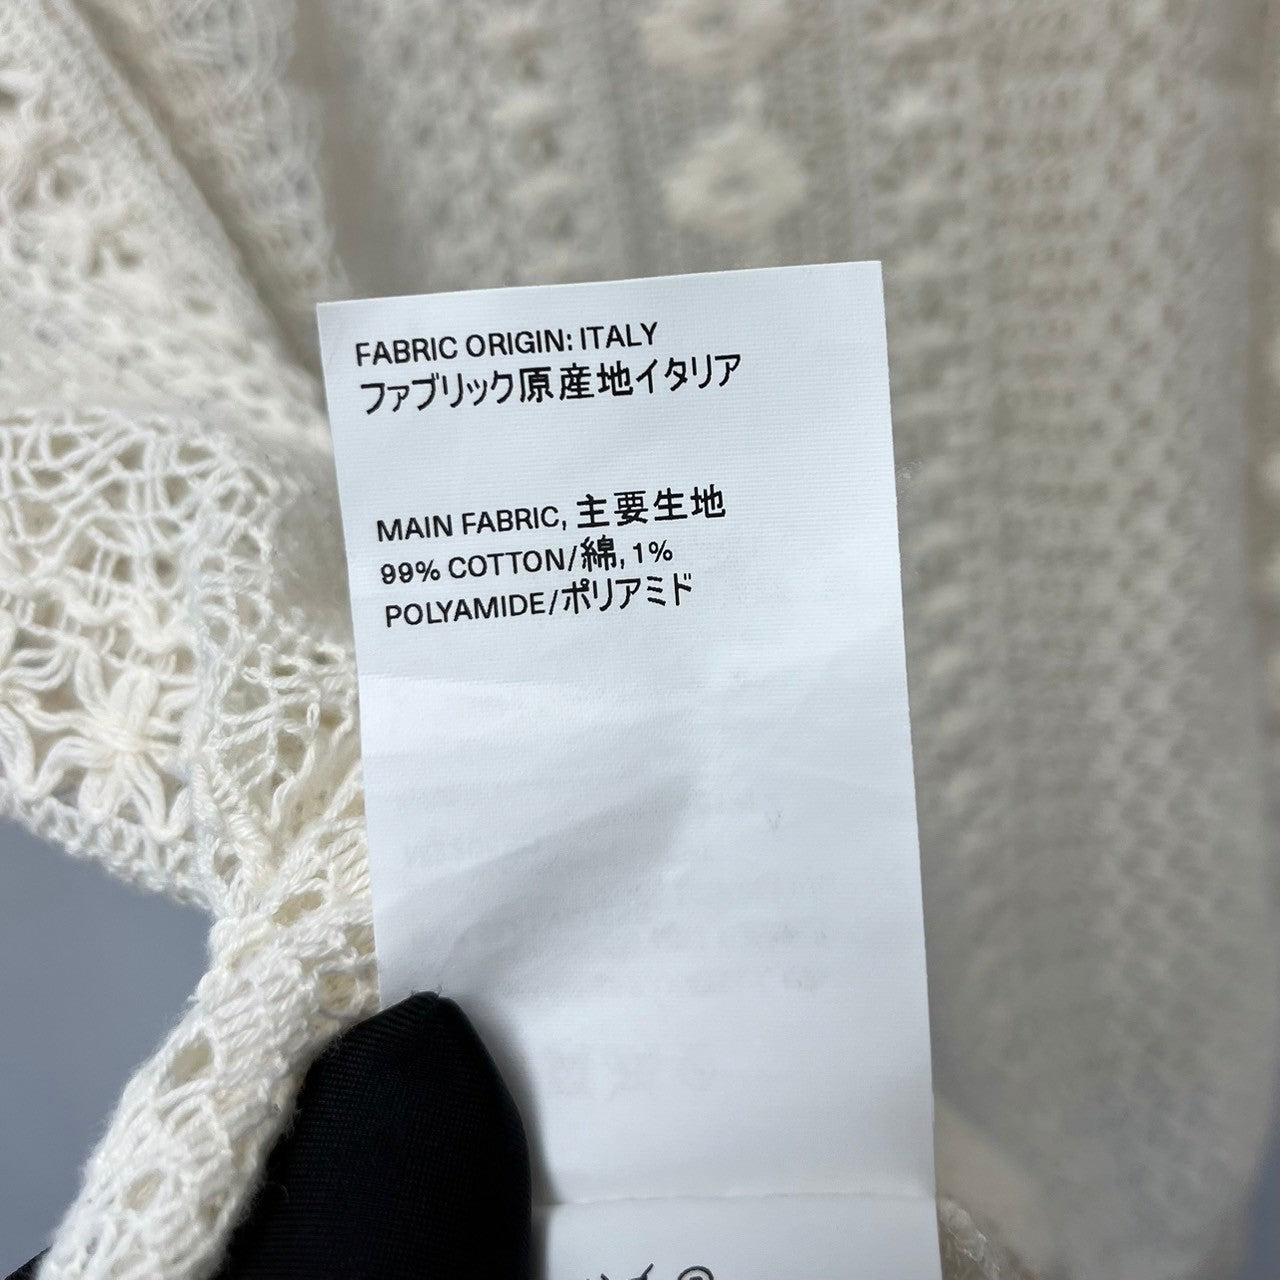 FABRIC ORIGIN: ITALY
ファブリック原産地イタリア
MAIN FABRIC, 主要生地
99% COTTON/綿, 1%
POLYAMIDE/ポリアミド